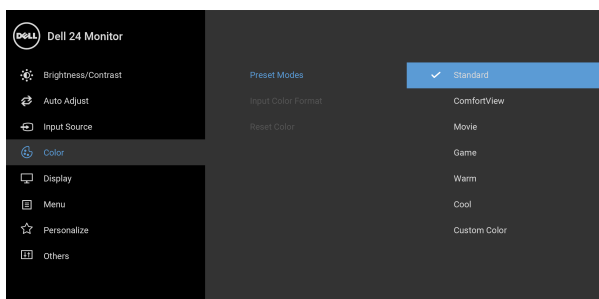 DELL
Dell 24 Monitor
Brightness/Contrast
Auto Adjust
Input Source
Color
Display
Menu
Personalize
Others
Preset Modes
Input Color Format
Reset Color
Standard
ComfortView
Movie
Game
Warm
Cool
Custom Color